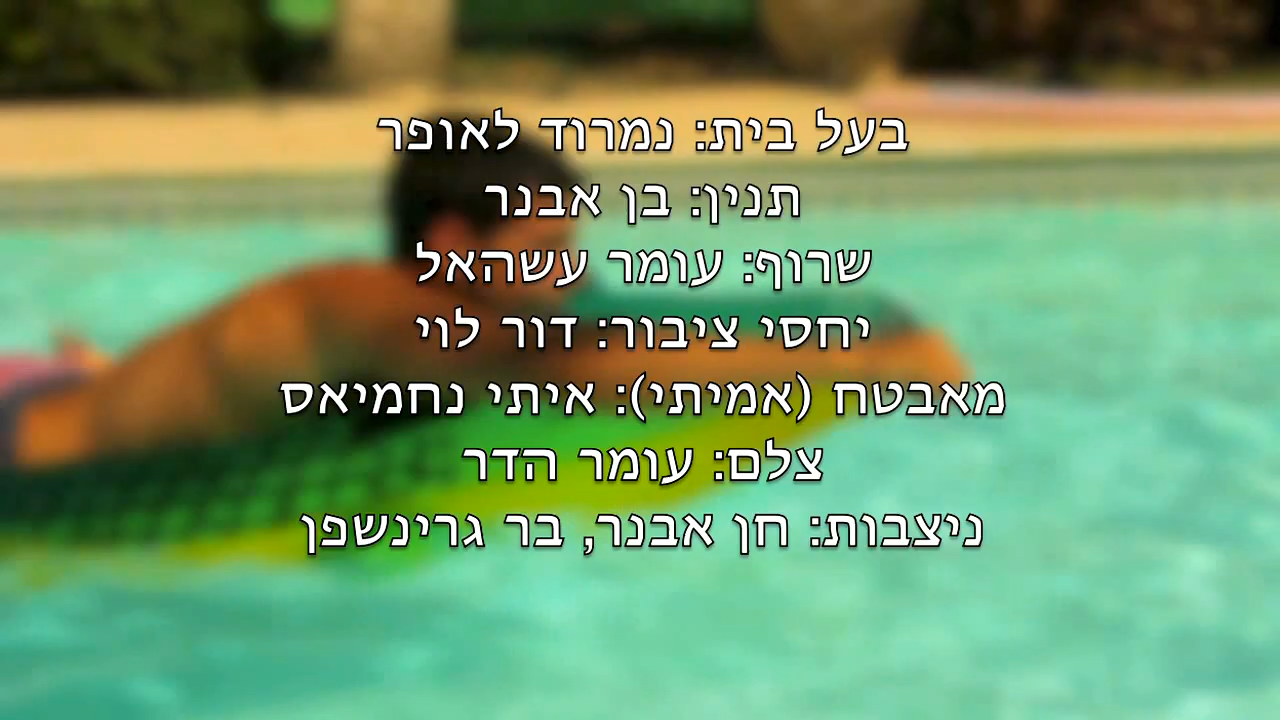 בעל בית: נמרוד לאופר
תנין: בן אבנר
שרוף: עומר עשהאל
יחסי ציבור: דור לוי
מאבטח (אמיתי): איתי נחמיאס
צלם: עומר הדר
ניצבות: חן אבנר, בר גרינשפן